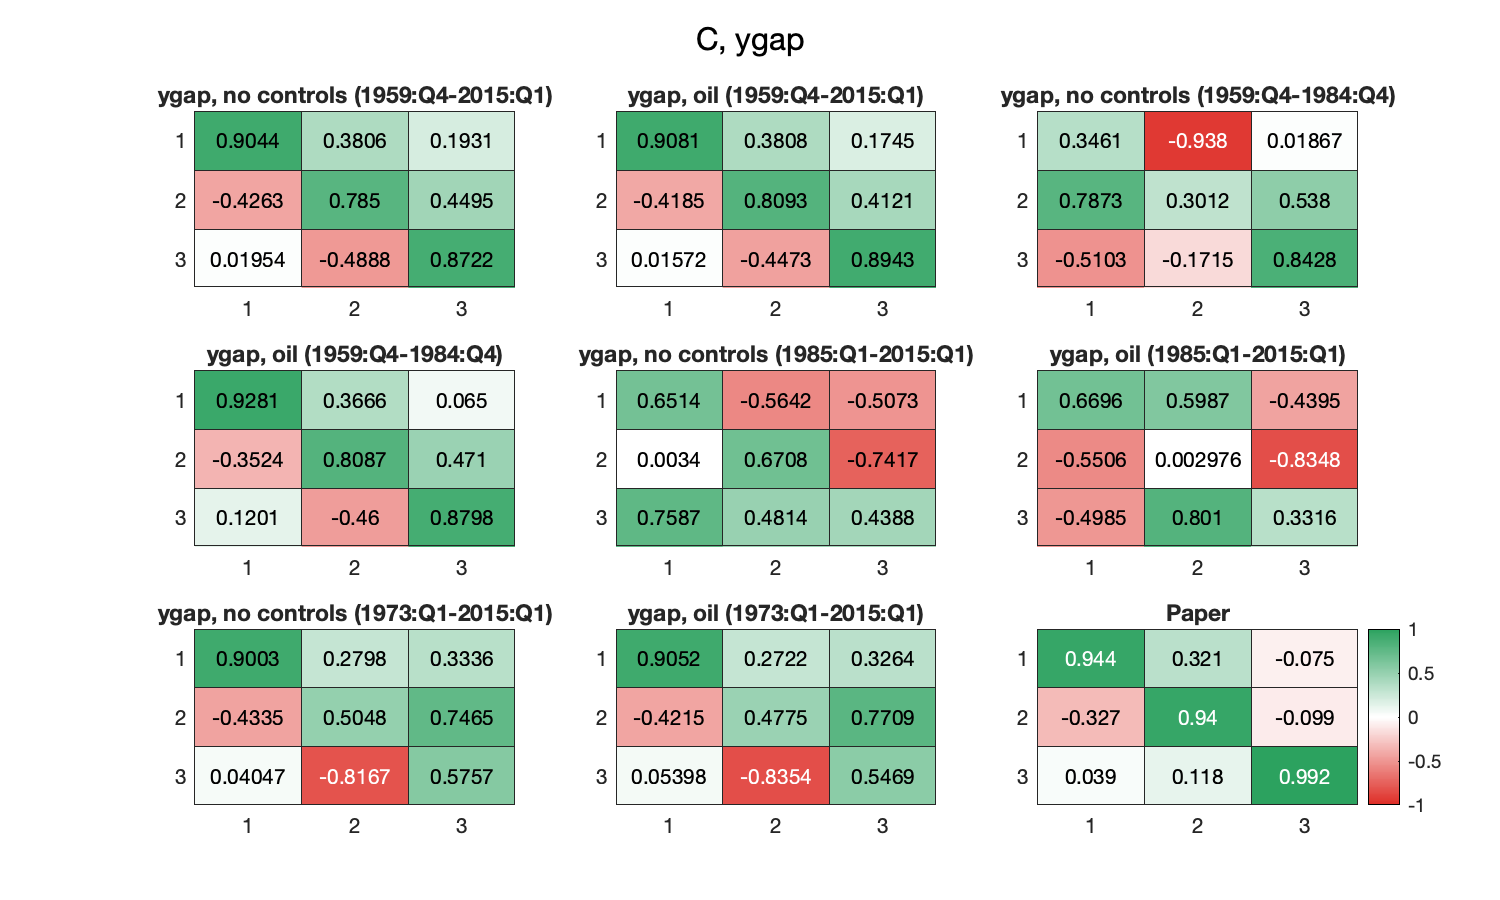 C, ygap
ygap, no controls (1959:Q4-2015:Q1)
1 0.9044 0.3806 0.1931
2 -0.4263 0.785 0.4495
3 0.01954 -0.4888 0.8722
1 2 3
ygap, oil (1959:Q4-2015:Q1)
1 0.9081 0.3808 0.1745
2 -0.4185 0.8093 0.4121
3 0.01572 -0.4473 0.8943
1 2 3
ygap, no controls (1959:Q4-1984:Q4)
1 0.3461 -0.938 0.01867
2 0.7873 0.3012 0.538
3 -0.5103 -0.1715 0.8428
1 2 3
ygap, oil (1959:Q4-1984:Q4)
1 0.9281 0.3666 0.065
2 -0.3524 0.8087 0.471
3 0.1201 -0.46 0.8798
1 2 3
ygap, no controls (1985:Q1-2015:Q1)
1 0.6514 -0.5642 -0.5073
2 0.0034 0.6708 -0.7417
3 0.7587 0.4814 0.4388
1 2 3
ygap, oil (1985:Q1-2015:Q1)
1 0.6696 0.5987 -0.4395
2 -0.5506 0.002976 -0.8348
3 -0.4985 0.801 0.3316
1 2 3
ygap, no controls (1973:Q1-2015:Q1)
1 0.9003 0.2798 0.3336
2 -0.4335 0.5048 0.7465
3 0.04047 -0.8167 0.5757
1 2 3
ygap, oil (1973:Q1-2015:Q1)
1 0.9052 0.2722 0.3264
2 -0.4215 0.4775 0.7709
3 0.05398 -0.8354 0.5469
1 2 3
Paper
1 0.944 0.321 -0.075
2 -0.327 0.94 -0.099
3 0.039 0.118 0.992
1 2 3
1
0.5
0
-0.5
-1